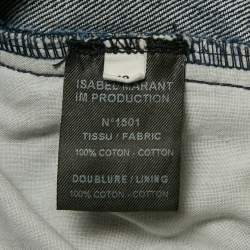 ISABEL MARANT
IM PRODUCTION
N°1501
TISSU / FABRIC
100% COTON - COTTON
DOUBLURE / LINING
100% COTON - COTTON